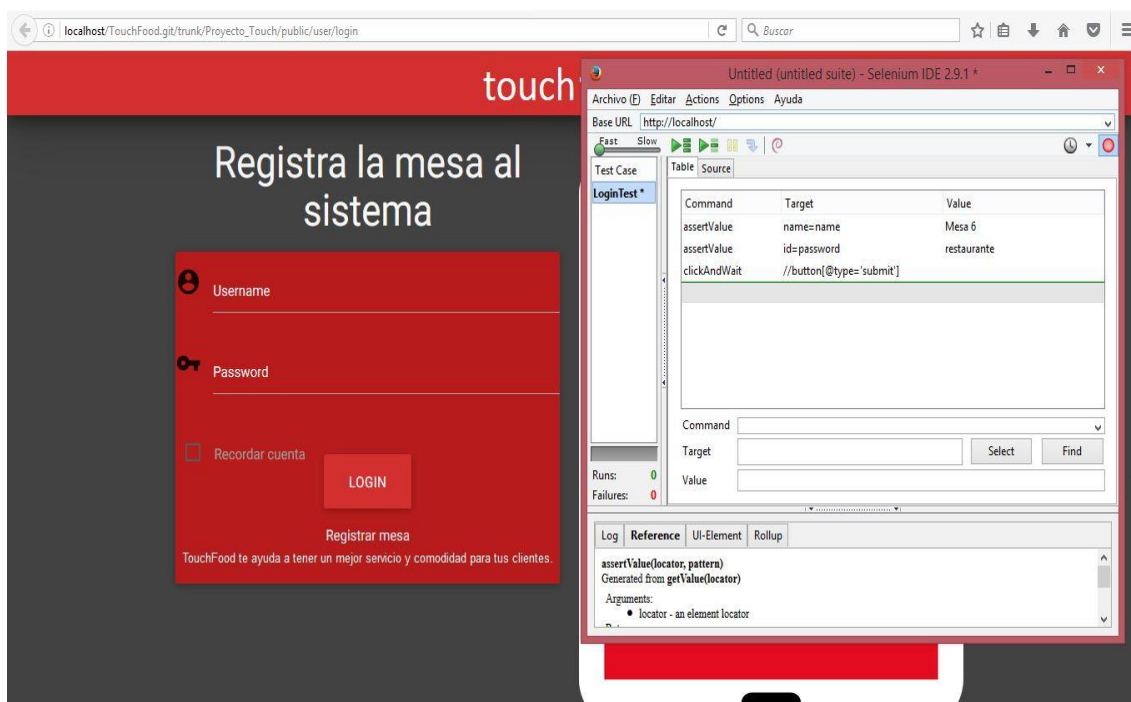 localhost/TouchFood.git/trunk/Proyecto_Touch/public/user/login
Buscar
touch
Registra la mesa al
sistema
Username
Password
Recordar cuenta
LOGIN
Registrar mesa
TouchFood te ayuda a tener un mejor servicio y comodidad para tus clientes.
Untitled (untitled suite) - Selenium IDE 2.9.1 *
Archivo (F) Editar Actions Options Ayuda
Base URL http://localhost/
Fast Slow
Test Case
LoginTest *
Table Source
Command Target Value
assertValue name=name Mesa 6
assertValue id=password restaurante
clickAndWait //button[@type='submit']
Command
Target Select Find
Value
Runs: 0
Failures: 0
Log Reference UI-Element Rollup
assertValue(locator, pattern)
Generated from getValue(locator)
Arguments:
• locator - an element locator